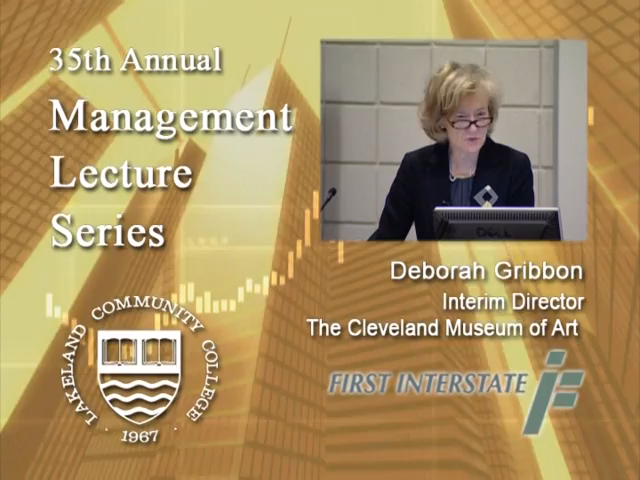 35th Annual
Management
Lecture
Series
DELL
Deborah Gribbon
Interim Director
The Cleveland Museum of Art
FIRST INTERSTATE
LAKELAND COMMUNITY COLLEGE
· 1967 ·